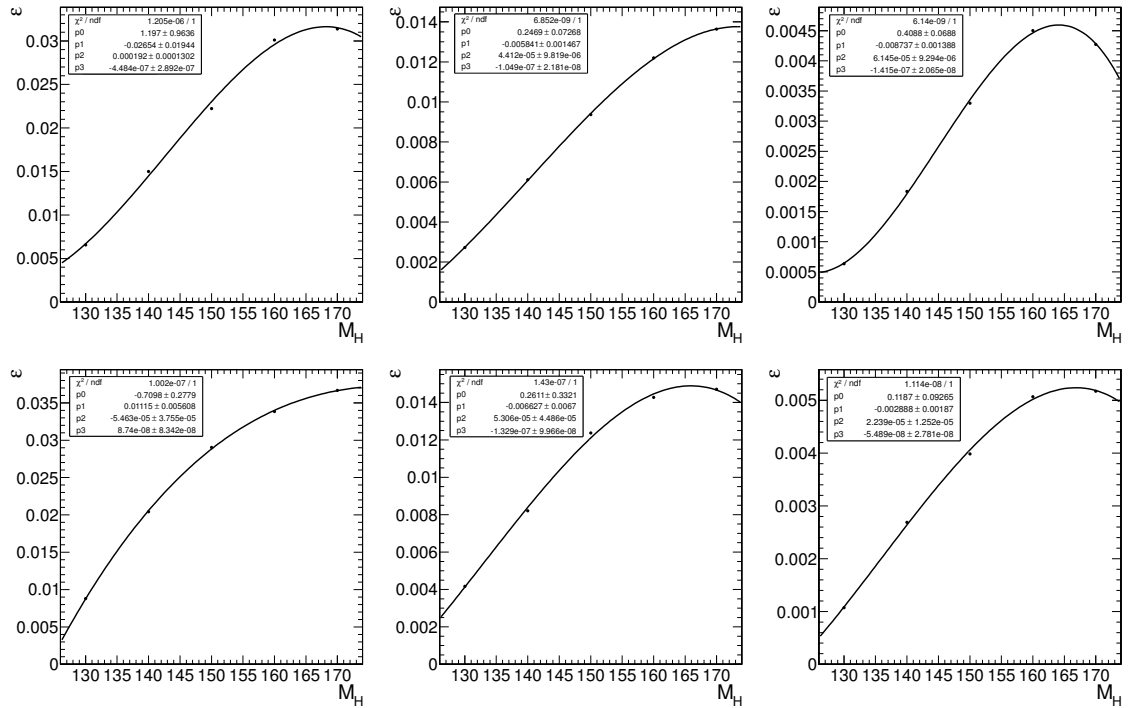 ε
χ² / ndf 1.205e-06 / 1
p0 1.197 ± 0.9636
p1 -0.02654 ± 0.01944
p2 0.000192 ± 0.0001302
p3 -4.484e-07 ± 2.892e-07
0.03
0.025
0.02
0.015
0.01
0.005
0
130 135 140 145 150 155 160 165 170
M_H
ε
χ² / ndf 6.852e-09 / 1
p0 0.2469 ± 0.07268
p1 -0.005841 ± 0.001467
p2 4.412e-05 ± 9.819e-06
p3 -1.049e-07 ± 2.181e-08
0.014
0.012
0.01
0.008
0.006
0.004
0.002
0
130 135 140 145 150 155 160 165 170
M_H
ε
χ² / ndf 6.14e-09 / 1
p0 0.4088 ± 0.0688
p1 -0.008737 ± 0.001388
p2 6.145e-05 ± 9.294e-06
p3 -1.415e-07 ± 2.065e-08
0.0045
0.004
0.0035
0.003
0.0025
0.002
0.0015
0.001
0.0005
0
130 135 140 145 150 155 160 165 170
M_H
ε
χ² / ndf 1.002e-07 / 1
p0 -0.7098 ± 0.2779
p1 0.01115 ± 0.005608
p2 -5.463e-05 ± 3.755e-05
p3 8.74e-08 ± 8.342e-08
0.035
0.03
0.025
0.02
0.015
0.01
0.005
0
130 135 140 145 150 155 160 165 170
M_H
ε
χ² / ndf 1.43e-07 / 1
p0 0.2611 ± 0.3321
p1 -0.006627 ± 0.0067
p2 5.306e-05 ± 4.486e-05
p3 -1.329e-07 ± 9.966e-08
0.014
0.012
0.01
0.008
0.006
0.004
0.002
0
130 135 140 145 150 155 160 165 170
M_H
ε
χ² / ndf 1.114e-08 / 1
p0 0.1187 ± 0.09265
p1 -0.002888 ± 0.00187
p2 2.239e-05 ± 1.252e-05
p3 -5.489e-08 ± 2.781e-08
0.005
0.004
0.003
0.002
0.001
0
130 135 140 145 150 155 160 165 170
M_H